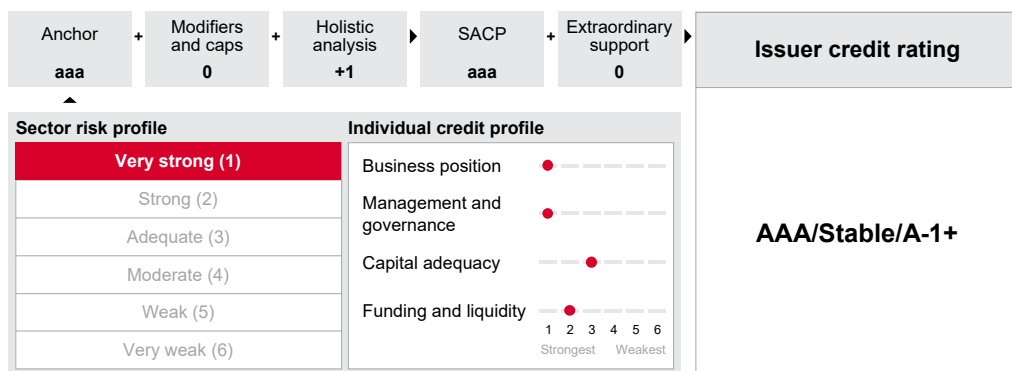 Anchor
+
Modifiers
and caps
+
Holistic
analysis
SACP
+
Extraordinary
support
Issuer credit rating
aaa
0
+1
aaa
0
Sector risk profile
Very strong (1)
Strong (2)
Adequate (3)
Moderate (4)
Weak (5)
Very weak (6)
Individual credit profile
Business position
Management and
governance
Capital adequacy
Funding and liquidity
1 2 3 4 5 6
Strongest Weakest
AAA/Stable/A-1+